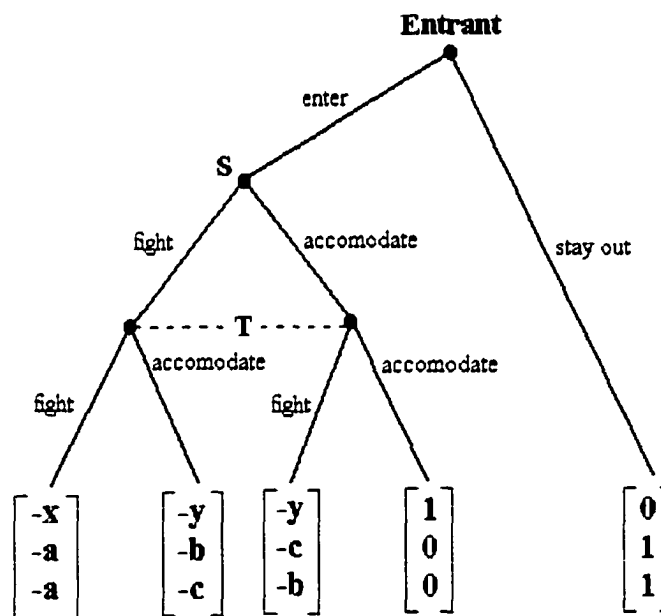 Entrant
enter
S
fight
accomodate
stay out
T
accomodate
accomodate
fight
fight
-x -y -y 1 0
-a -b -c 0 1
-a -c -b 0 1